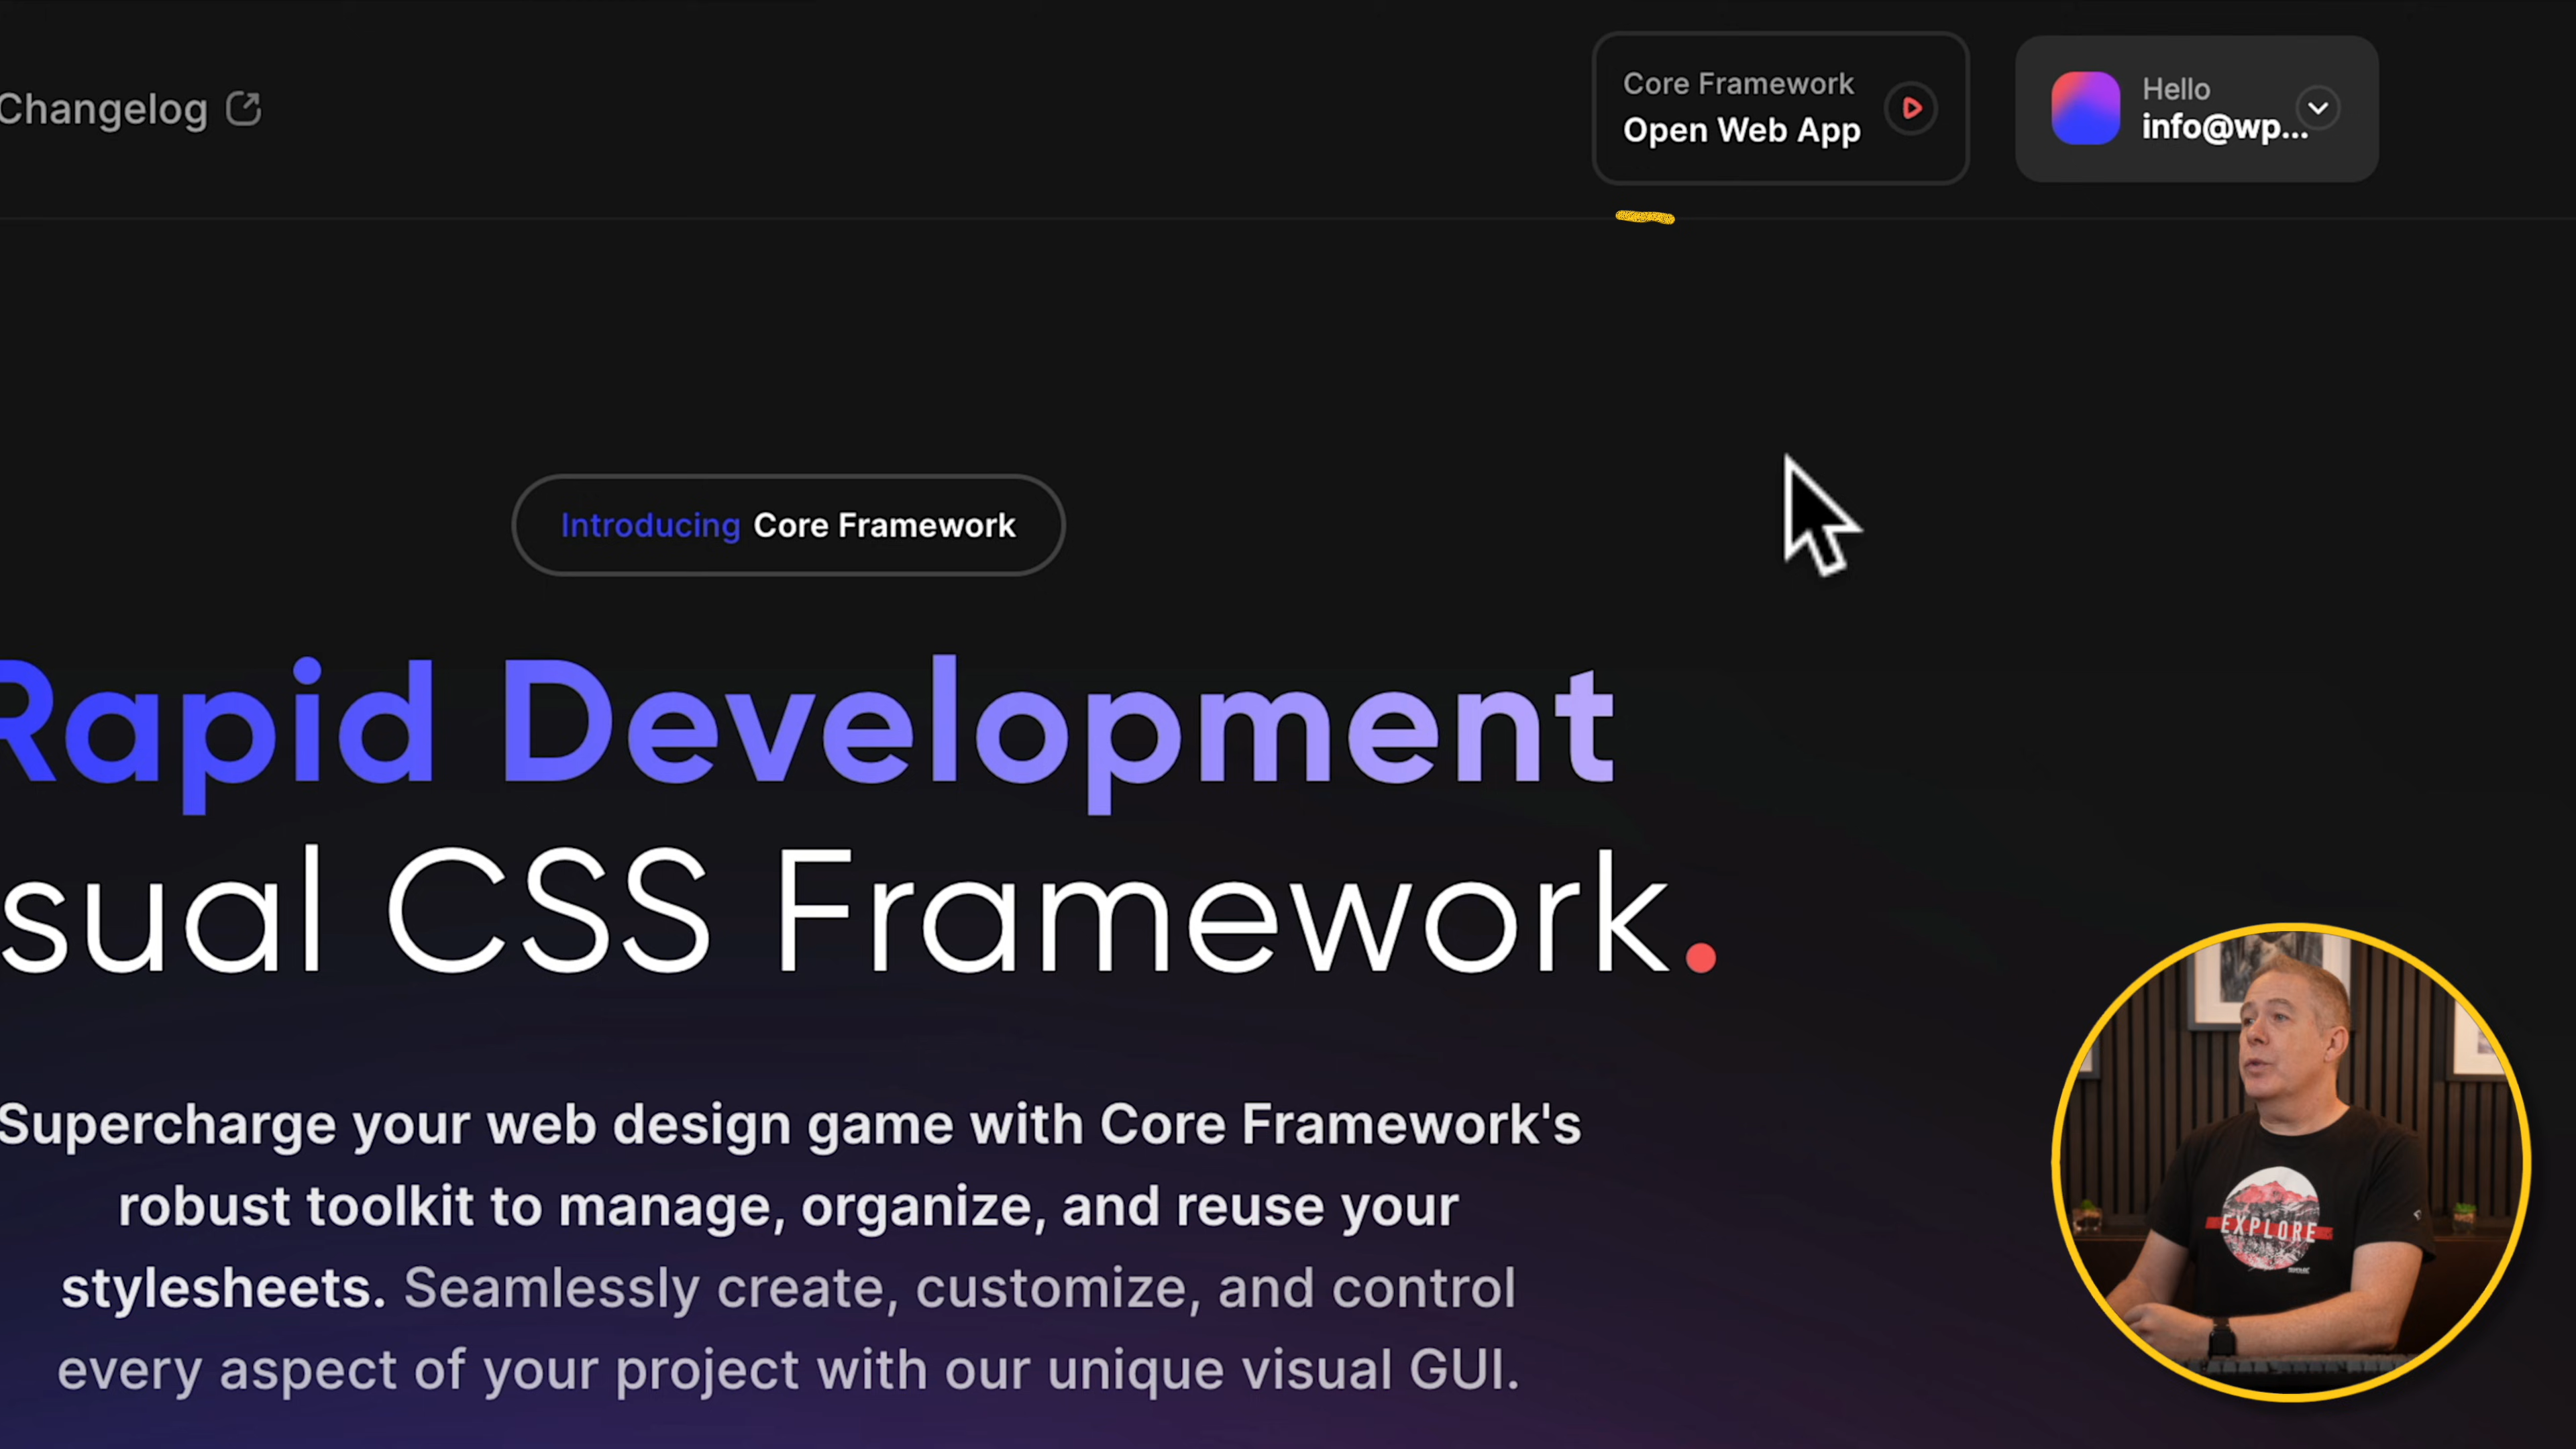 Changelog
Core Framework
Open Web App
Hello
info@wp...
Introducing Core Framework
Rapid Development
sual CSS Framework.
Supercharge your web design game with Core Framework's
robust toolkit to manage, organize, and reuse your
stylesheets. Seamlessly create, customize, and control
every aspect of your project with our unique visual GUI.
EXPLORE